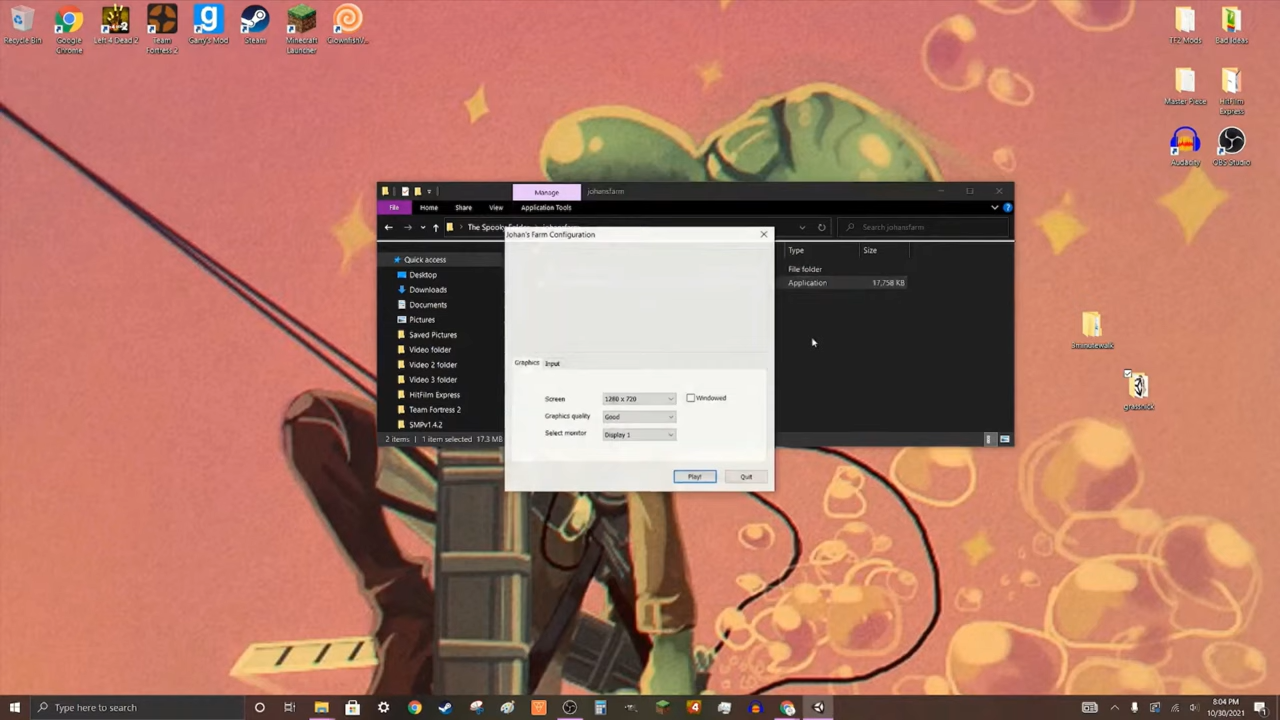 Recycle Bin
Google Chrome
Left 4 Dead 2
Team Fortress 2
Garry's Mod
Steam
Minecraft Launcher
TF2 Mods
Bad Ideas
Master Piece
HitFilm Express
Audacity
OBS Studio
Manage
johansfarm
File
Home
Share
View
Application Tools
The Spooky Folder
Search johansfarm
Johan's Farm Configuration
Type
Size
Quick access
File folder
Desktop
Application
17,758 KB
Downloads
Documents
Pictures
Saved Pictures
Video folder
Video 2 folder
Video 3 folder
HitFilm Express
Team Fortress 2
SMPv1.4.2
2 items
1 item selected
17.3 MB
Graphics
Input
Screen
1280 x 720
Windowed
Graphics quality
Good
Select monitor
Display 1
Play!
Quit
grassnick
Type here to search
8:04 PM
10/30/2021